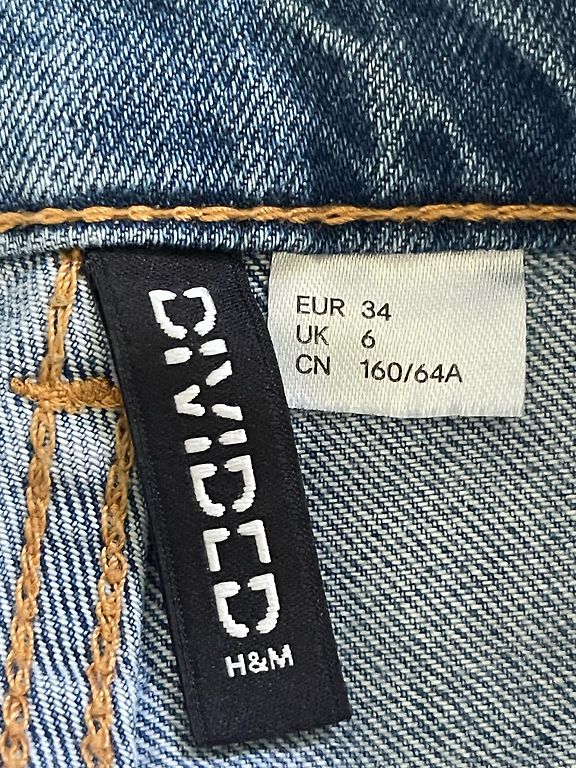 DIVIDED
H&M
EUR 34
UK 6
CN 160/64A